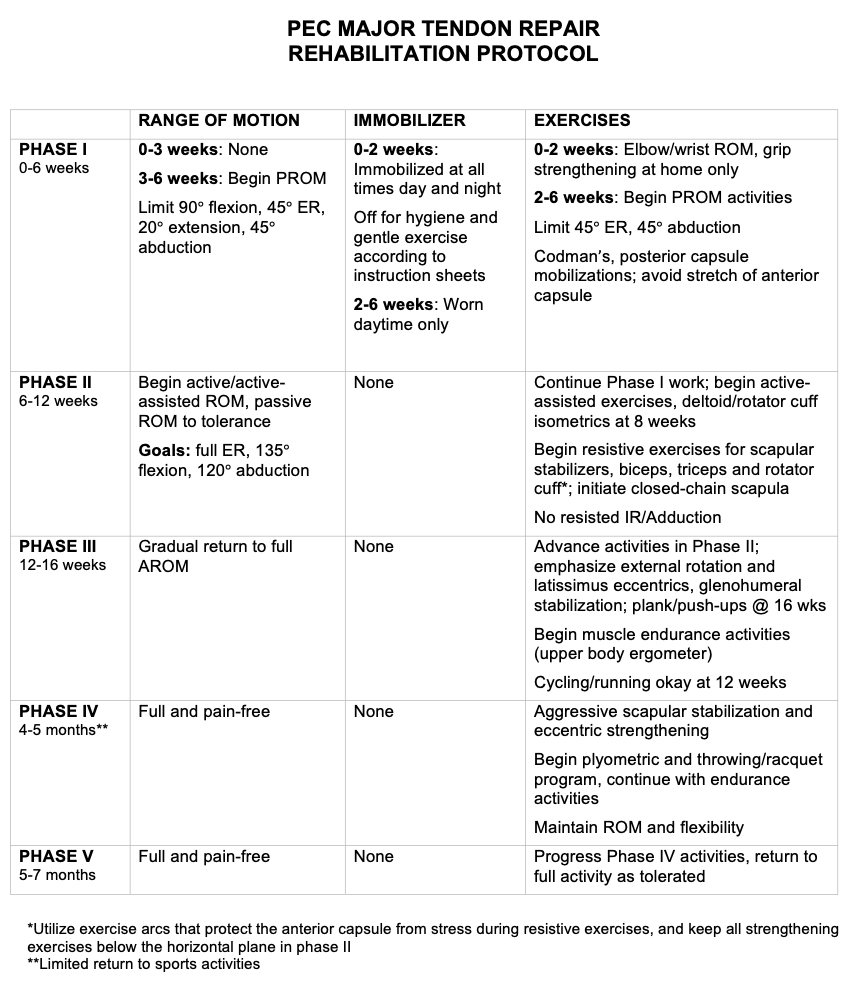 PEC MAJOR TENDON REPAIR
REHABILITATION PROTOCOL
RANGE OF MOTION
IMMOBILIZER
EXERCISES
PHASE I
0-6 weeks
0-3 weeks: None
3-6 weeks: Begin PROM
Limit 90° flexion, 45° ER,
20° extension, 45°
abduction
0-2 weeks:
Immobilized at all
times day and night
Off for hygiene and
gentle exercise
according to
instruction sheets
2-6 weeks: Worn
daytime only
0-2 weeks: Elbow/wrist ROM, grip
strengthening at home only
2-6 weeks: Begin PROM activities
Limit 45° ER, 45° abduction
Codman's, posterior capsule
mobilizations; avoid stretch of anterior
capsule
PHASE II
6-12 weeks
Begin active/active-
assisted ROM, passive
ROM to tolerance
Goals: full ER, 135°
flexion, 120° abduction
None
Continue Phase I work; begin active-
assisted exercises, deltoid/rotator cuff
isometrics at 8 weeks
Begin resistive exercises for scapular
stabilizers, biceps, triceps and rotator
cuff*; initiate closed-chain scapula
No resisted IR/Adduction
PHASE III
12-16 weeks
Gradual return to full
AROM
None
Advance activities in Phase II;
emphasize external rotation and
latissimus eccentrics, glenohumeral
stabilization; plank/push-ups @ 16 wks
Begin muscle endurance activities
(upper body ergometer)
Cycling/running okay at 12 weeks
PHASE IV
4-5 months**
Full and pain-free
None
Aggressive scapular stabilization and
eccentric strengthening
Begin plyometric and throwing/racquet
program, continue with endurance
activities
Maintain ROM and flexibility
PHASE V
5-7 months
Full and pain-free
None
Progress Phase IV activities, return to
full activity as tolerated
*Utilize exercise arcs that protect the anterior capsule from stress during resistive exercises, and keep all strengthening
exercises below the horizontal plane in phase II
**Limited return to sports activities